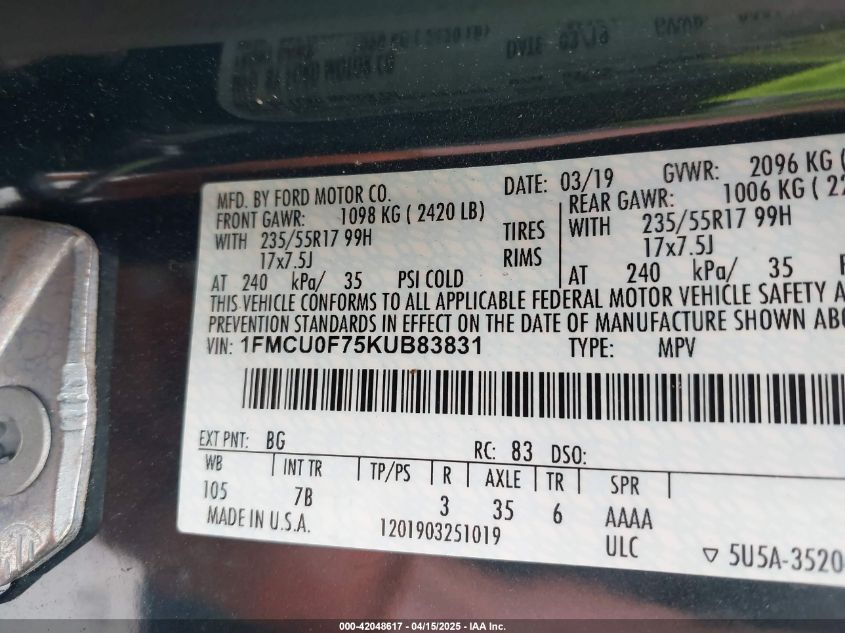 MFD. BY FORD MOTOR CO.
DATE: 03/19 GVWR: 2096 KG (
FRONT GAWR: 1098 KG ( 2420 LB)
REAR GAWR: 1006 KG ( 22
WITH 235/55R17 99H TIRES WITH 235/55R17 99H
17x7.5J RIMS 17x7.5J
AT 240 kPa/ 35 PSI COLD AT 240 kPa/ 35
THIS VEHICLE CONFORMS TO ALL APPLICABLE FEDERAL MOTOR VEHICLE SAFETY A
PREVENTION STANDARDS IN EFFECT ON THE DATE OF MANUFACTURE SHOWN ABO
VIN: 1FMCU0F75KUB83831 TYPE: MPV
EXT PNT: BG RC: 83 DSO:
WB INT TR TP/PS R AXLE TR SPR
105 7B 3 35 6 AAAA
MADE IN U.S.A. 1201903251019 ULC
5U5A-3520
000-42048617 - 04/15/2025 - IAA Inc.